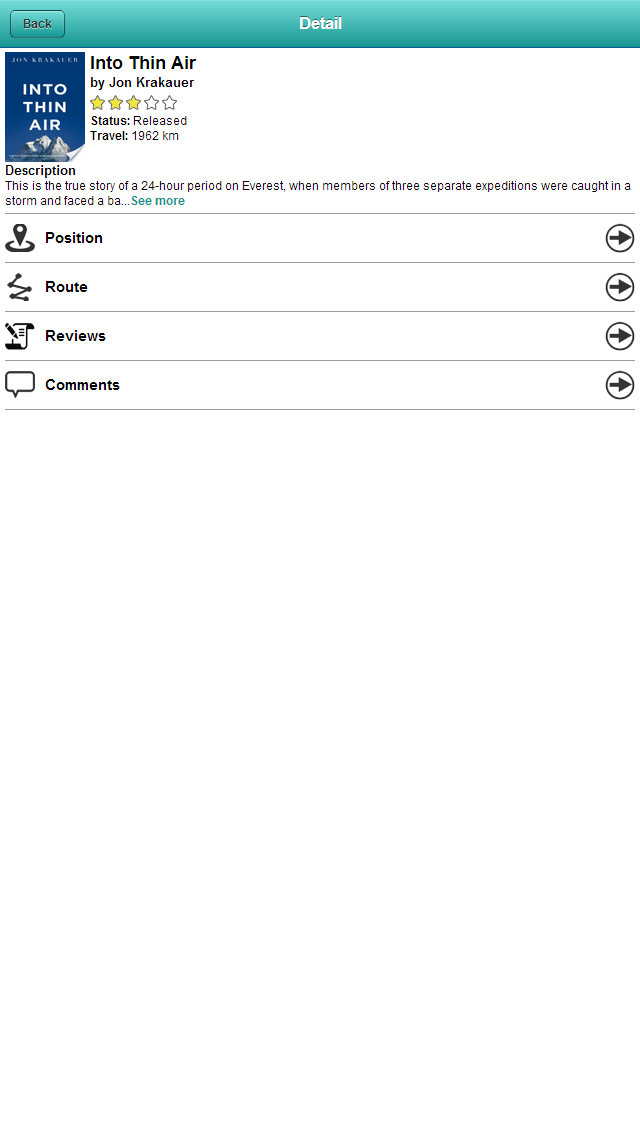 Back
Detail
JON KRAKAUER
INTO
THIN
AIR
Into Thin Air
by Jon Krakauer
Status: Released
Travel: 1962 km
Description
This is the true story of a 24-hour period on Everest, when members of three separate expeditions were caught in a
storm and faced a ba...See more
Position
Route
Reviews
Comments